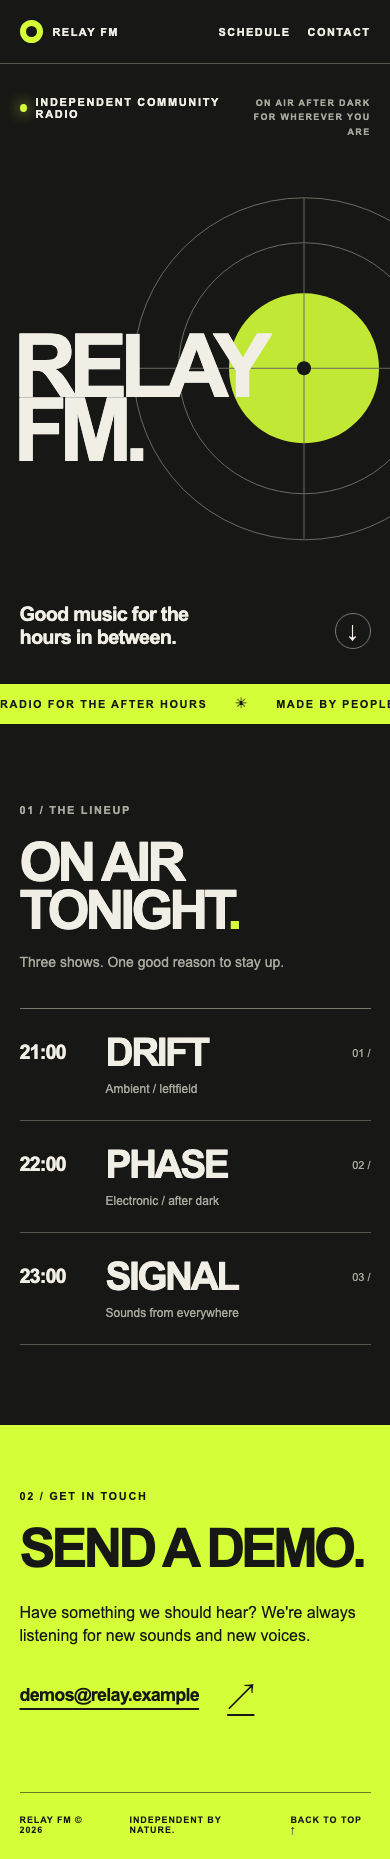 RELAY FM
SCHEDULE CONTACT
INDEPENDENT COMMUNITY
RADIO
ON AIR AFTER DARK
FOR WHEREVER YOU
ARE
RELAY
FM.
Good music for the
hours in between.
↓
RADIO FOR THE AFTER HOURS ✳ MADE BY PEOPLE
01 / THE LINEUP
ON AIR
TONIGHT.
Three shows. One good reason to stay up.
21:00 DRIFT 01 /
Ambient / leftfield
22:00 PHASE 02 /
Electronic / after dark
23:00 SIGNAL 03 /
Sounds from everywhere
02 / GET IN TOUCH
SEND A DEMO.
Have something we should hear? We're always
listening for new sounds and new voices.
demos@relay.example ↗
RELAY FM ©
2026
INDEPENDENT BY
NATURE.
BACK TO TOP
↑